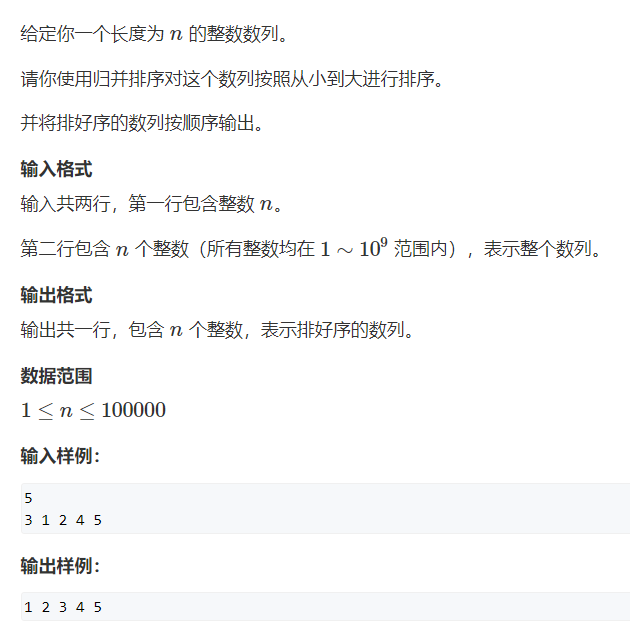 给定你一个长度为 n 的整数数列。
请你使用归并排序对这个数列按照从小到大进行排序。
并将排好序的数列按顺序输出。
输入格式
输入共两行，第一行包含整数 n。
第二行包含 n 个整数（所有整数均在 1 ∼ 10⁹ 范围内），表示整个数列。
输出格式
输出共一行，包含 n 个整数，表示排好序的数列。
数据范围
1 ≤ n ≤ 100000
输入样例：
5
3 1 2 4 5
输出样例：
1 2 3 4 5